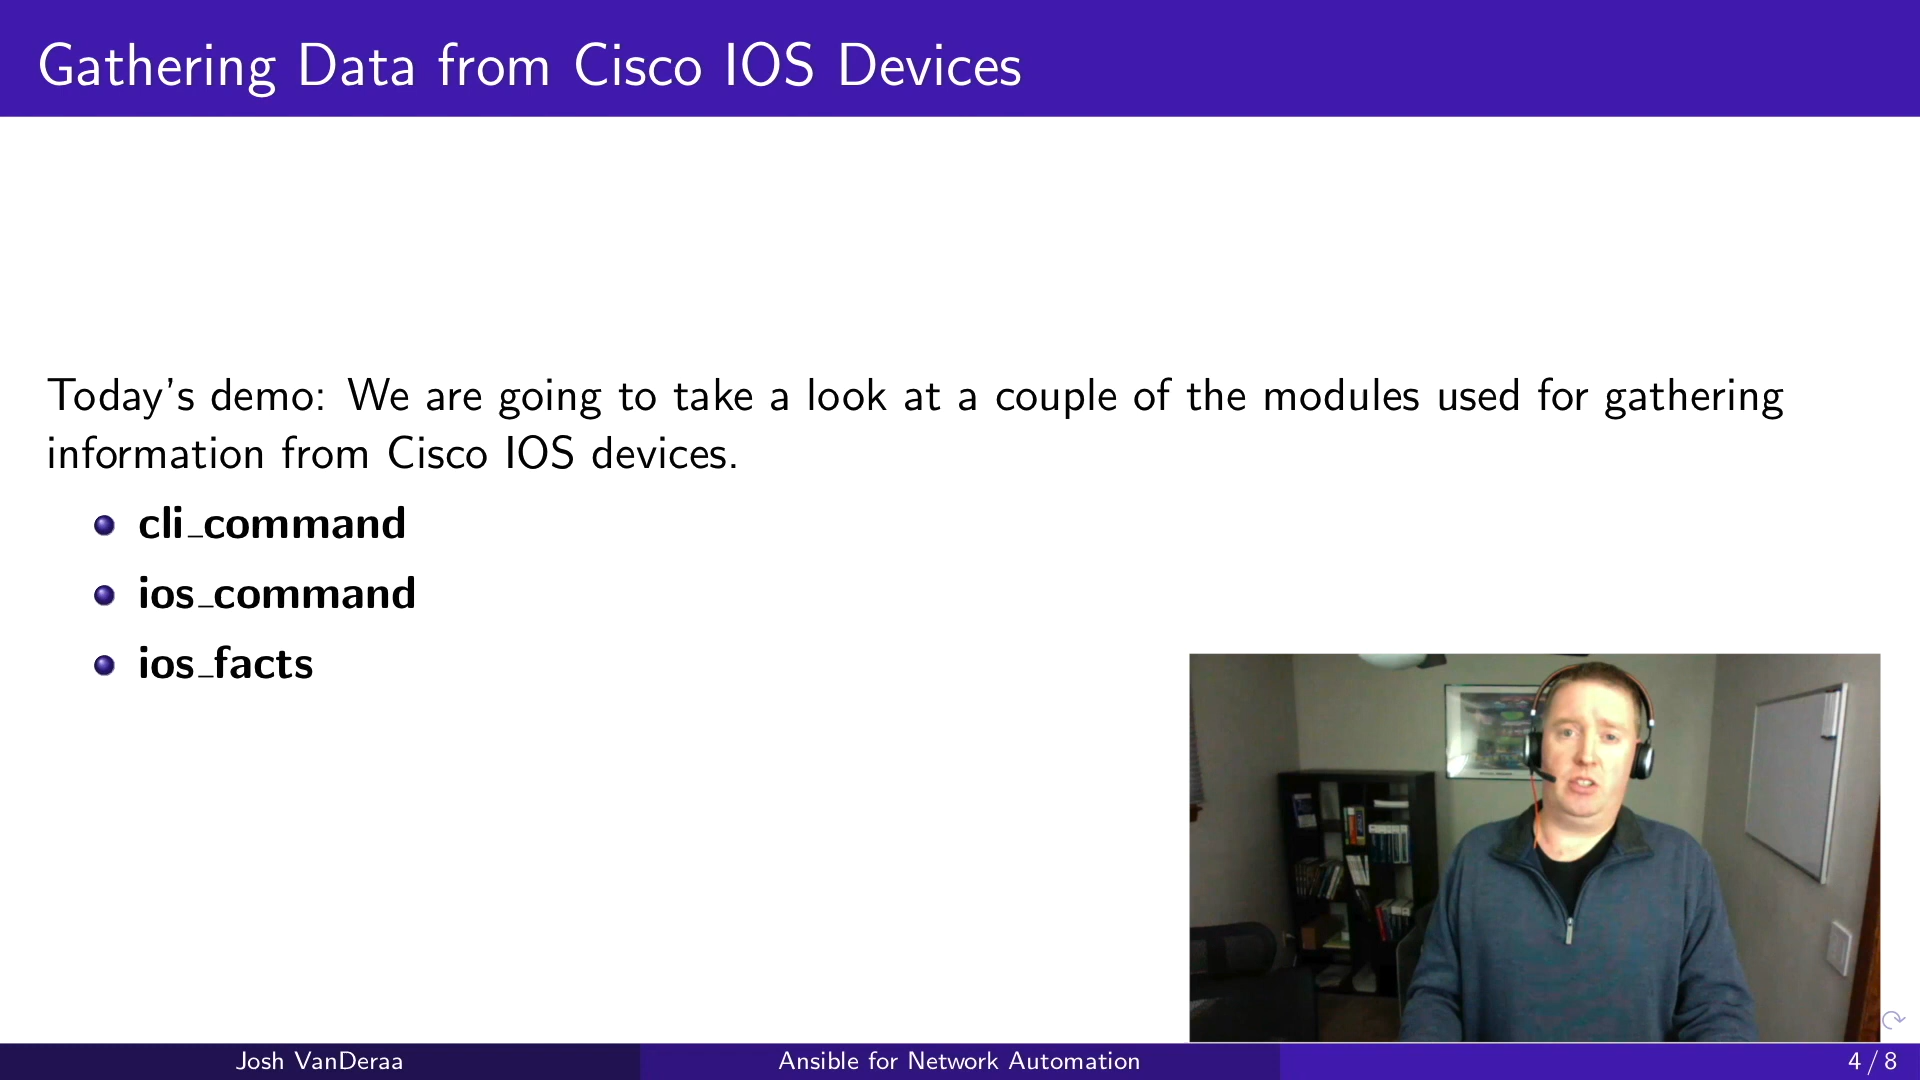 Gathering Data from Cisco IOS Devices
Today's demo: We are going to take a look at a couple of the modules used for gathering
information from Cisco IOS devices.
cli_command
ios_command
ios_facts
Josh VanDeraa
Ansible for Network Automation
4 / 8